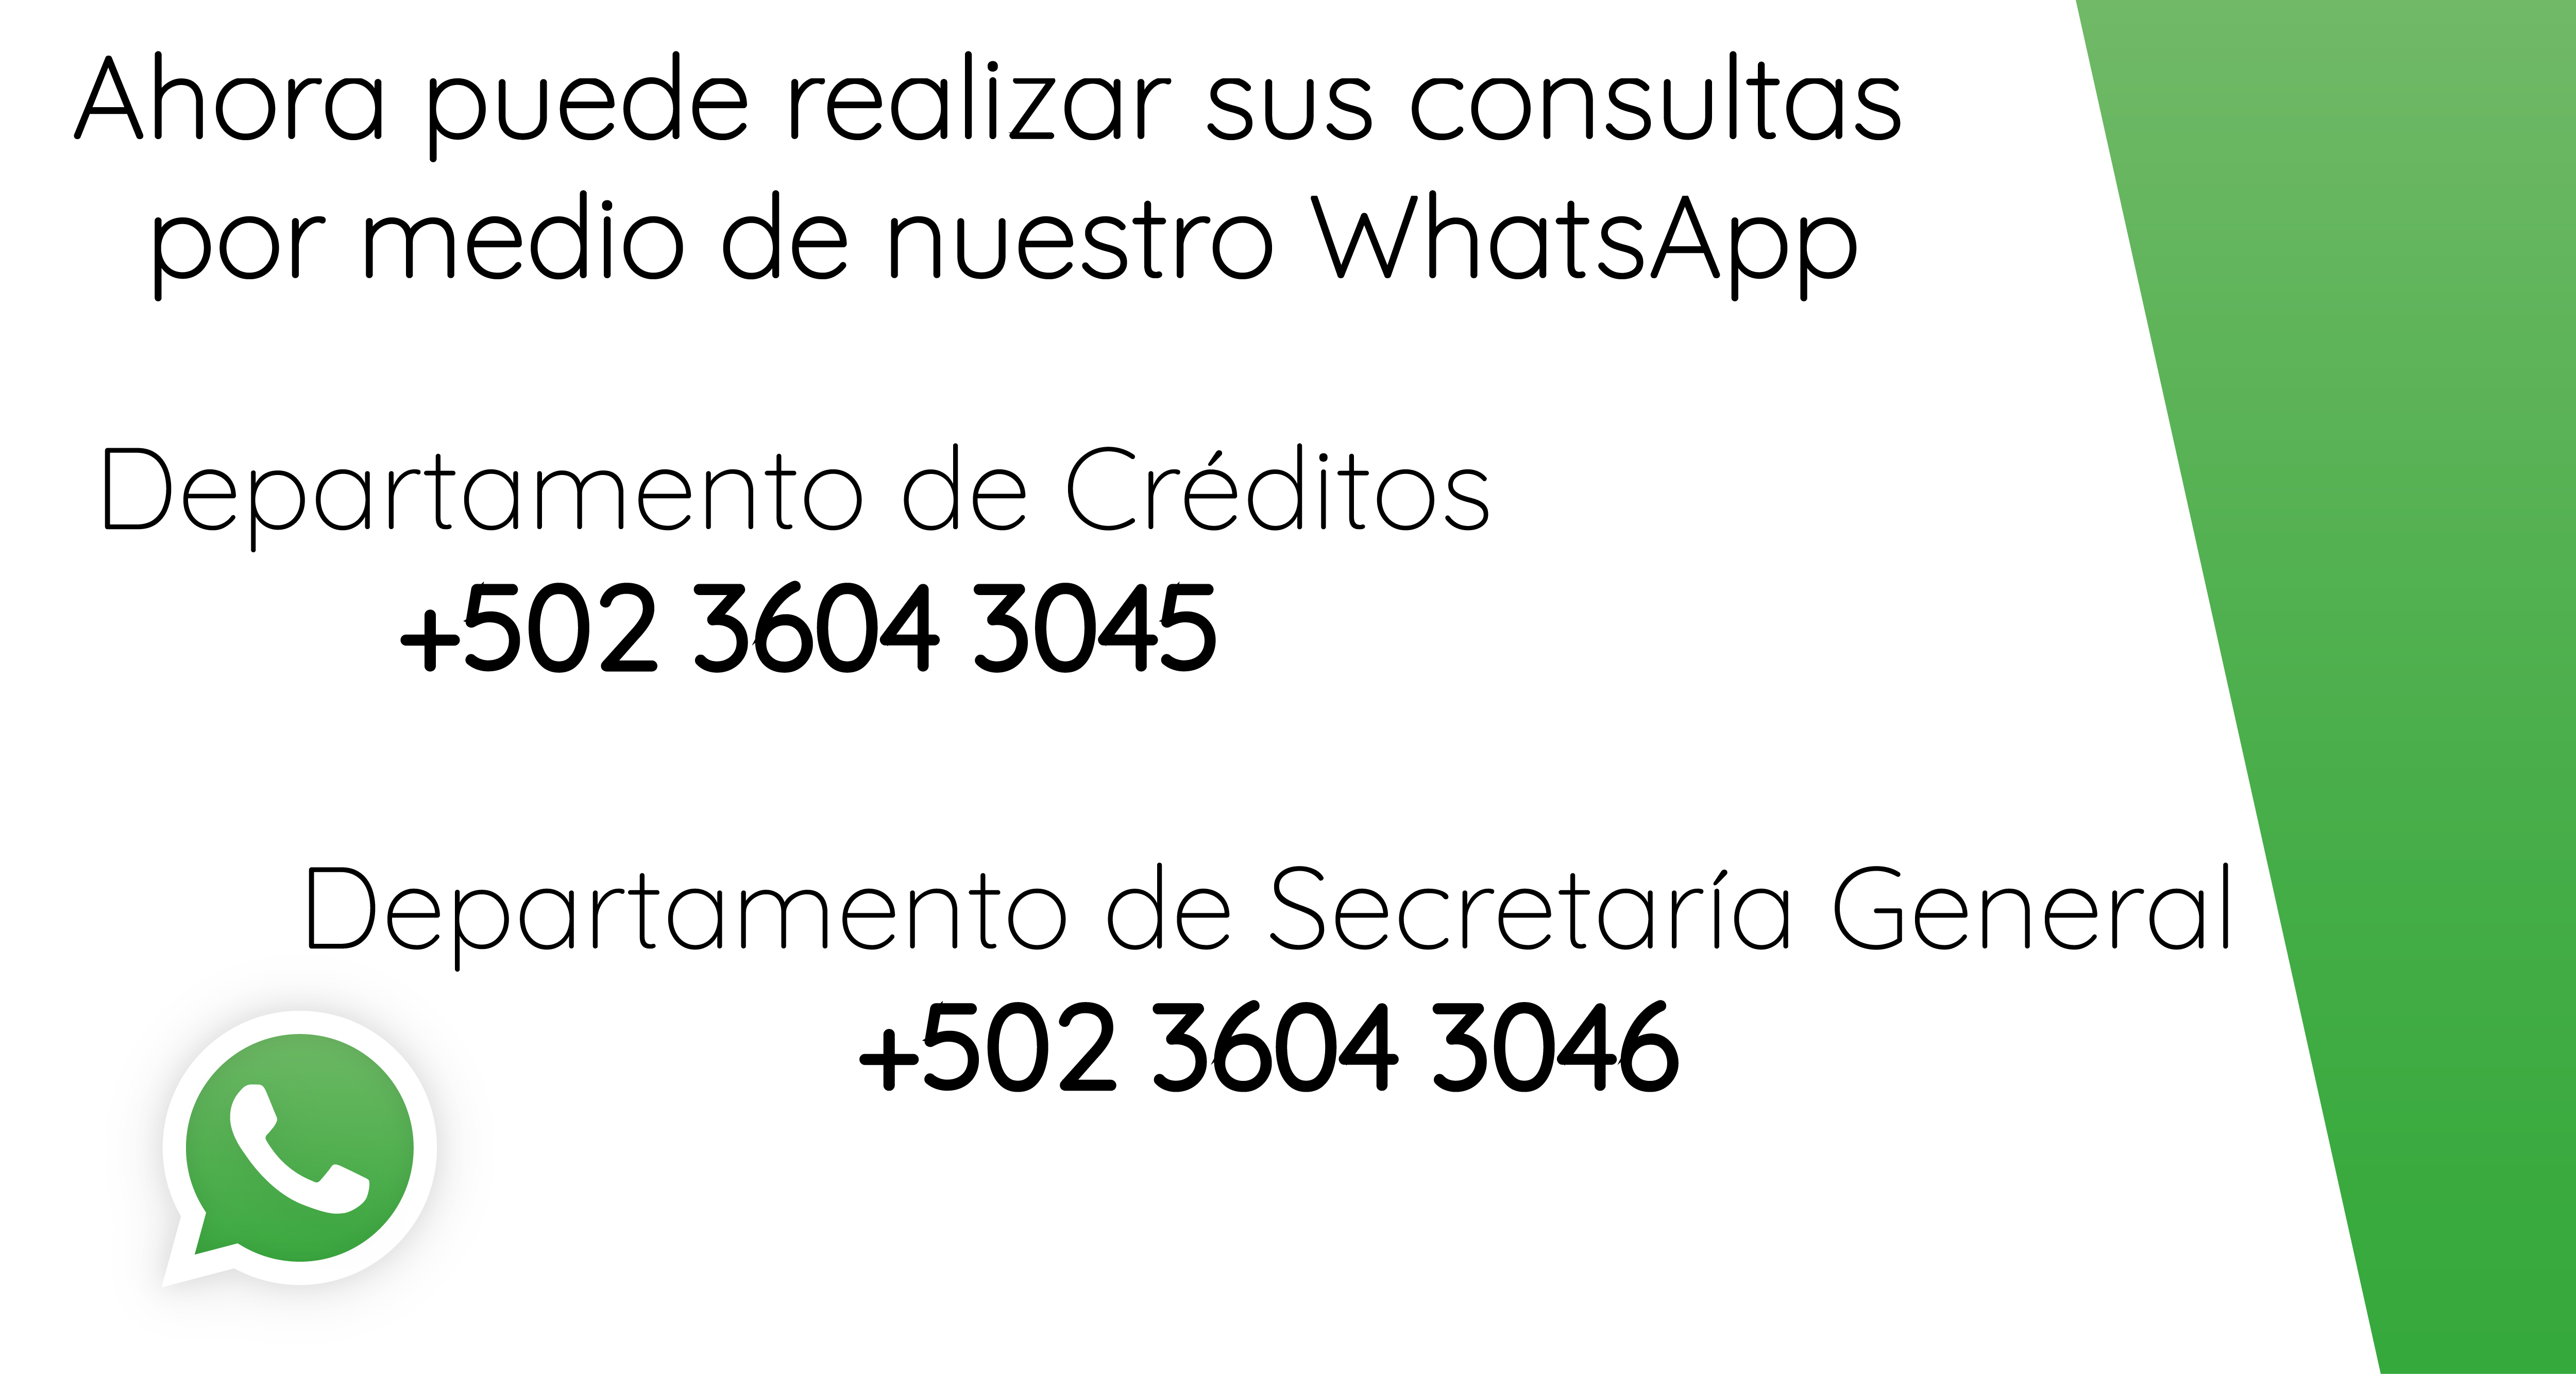 Ahora puede realizar sus consultas
por medio de nuestro WhatsApp
Departamento de Créditos
+502 3604 3045
Departamento de Secretaría General
+502 3604 3046